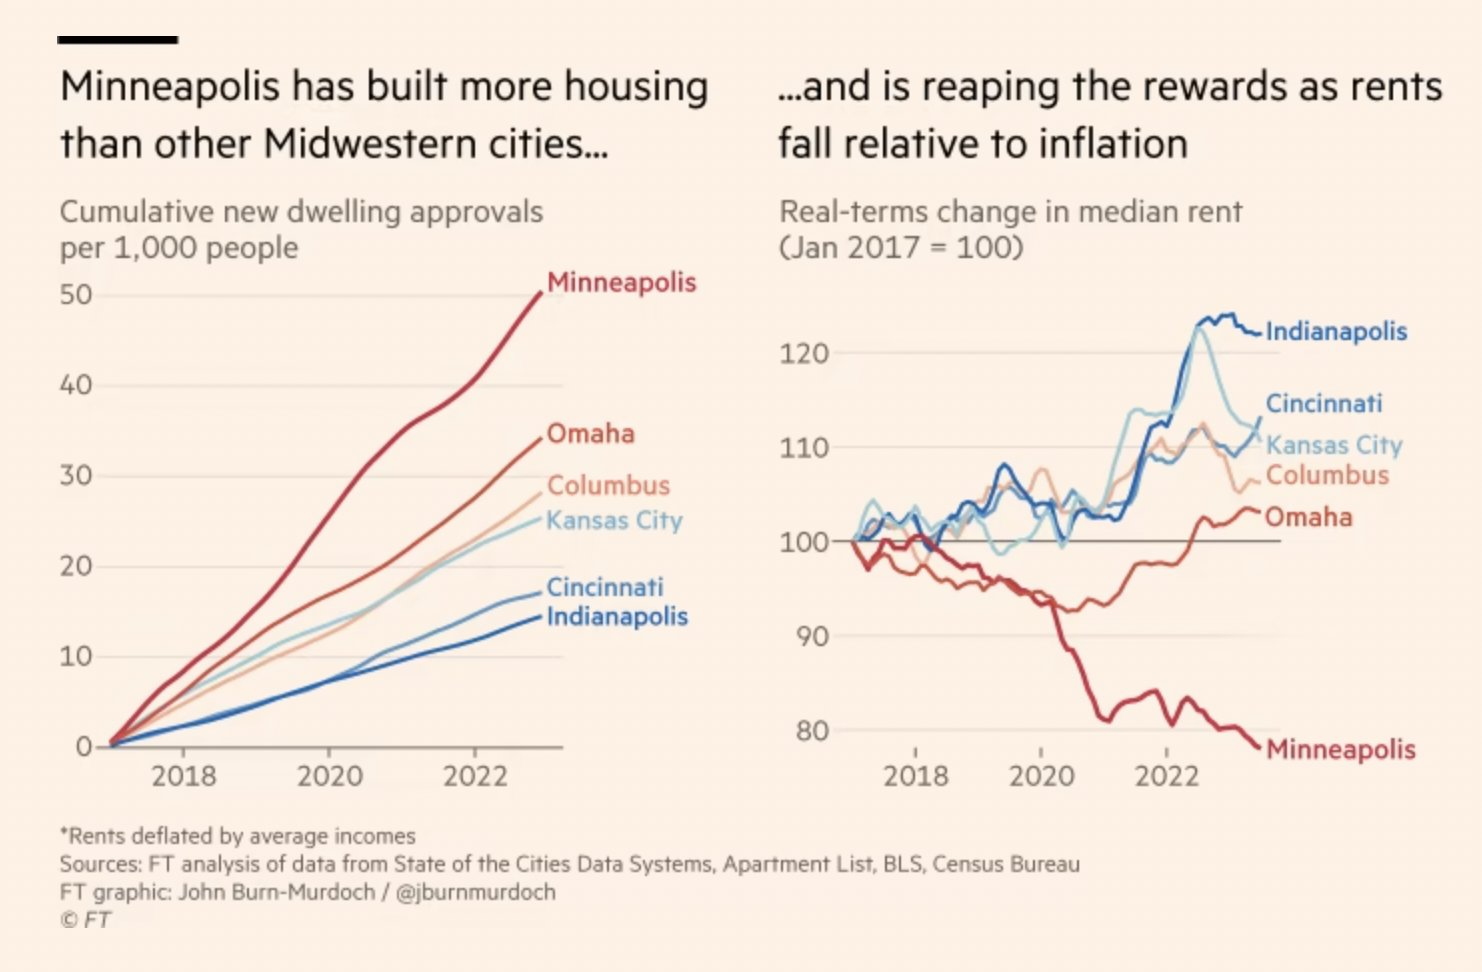 Minneapolis has built more housing
than other Midwestern cities...
Cumulative new dwelling approvals
per 1,000 people
50
40
30
20
10
0
Minneapolis
Omaha
Columbus
Kansas City
Cincinnati
Indianapolis
2018
2020
2022
...and is reaping the rewards as rents
fall relative to inflation
Real-terms change in median rent
(Jan 2017 = 100)
120
110
100
90
80
Indianapolis
Cincinnati
Kansas City
Columbus
Omaha
Minneapolis
2018
2020
2022
*Rents deflated by average incomes
Sources: FT analysis of data from State of the Cities Data Systems, Apartment List, BLS, Census Bureau
FT graphic: John Burn-Murdoch / @jburnmurdoch
© FT